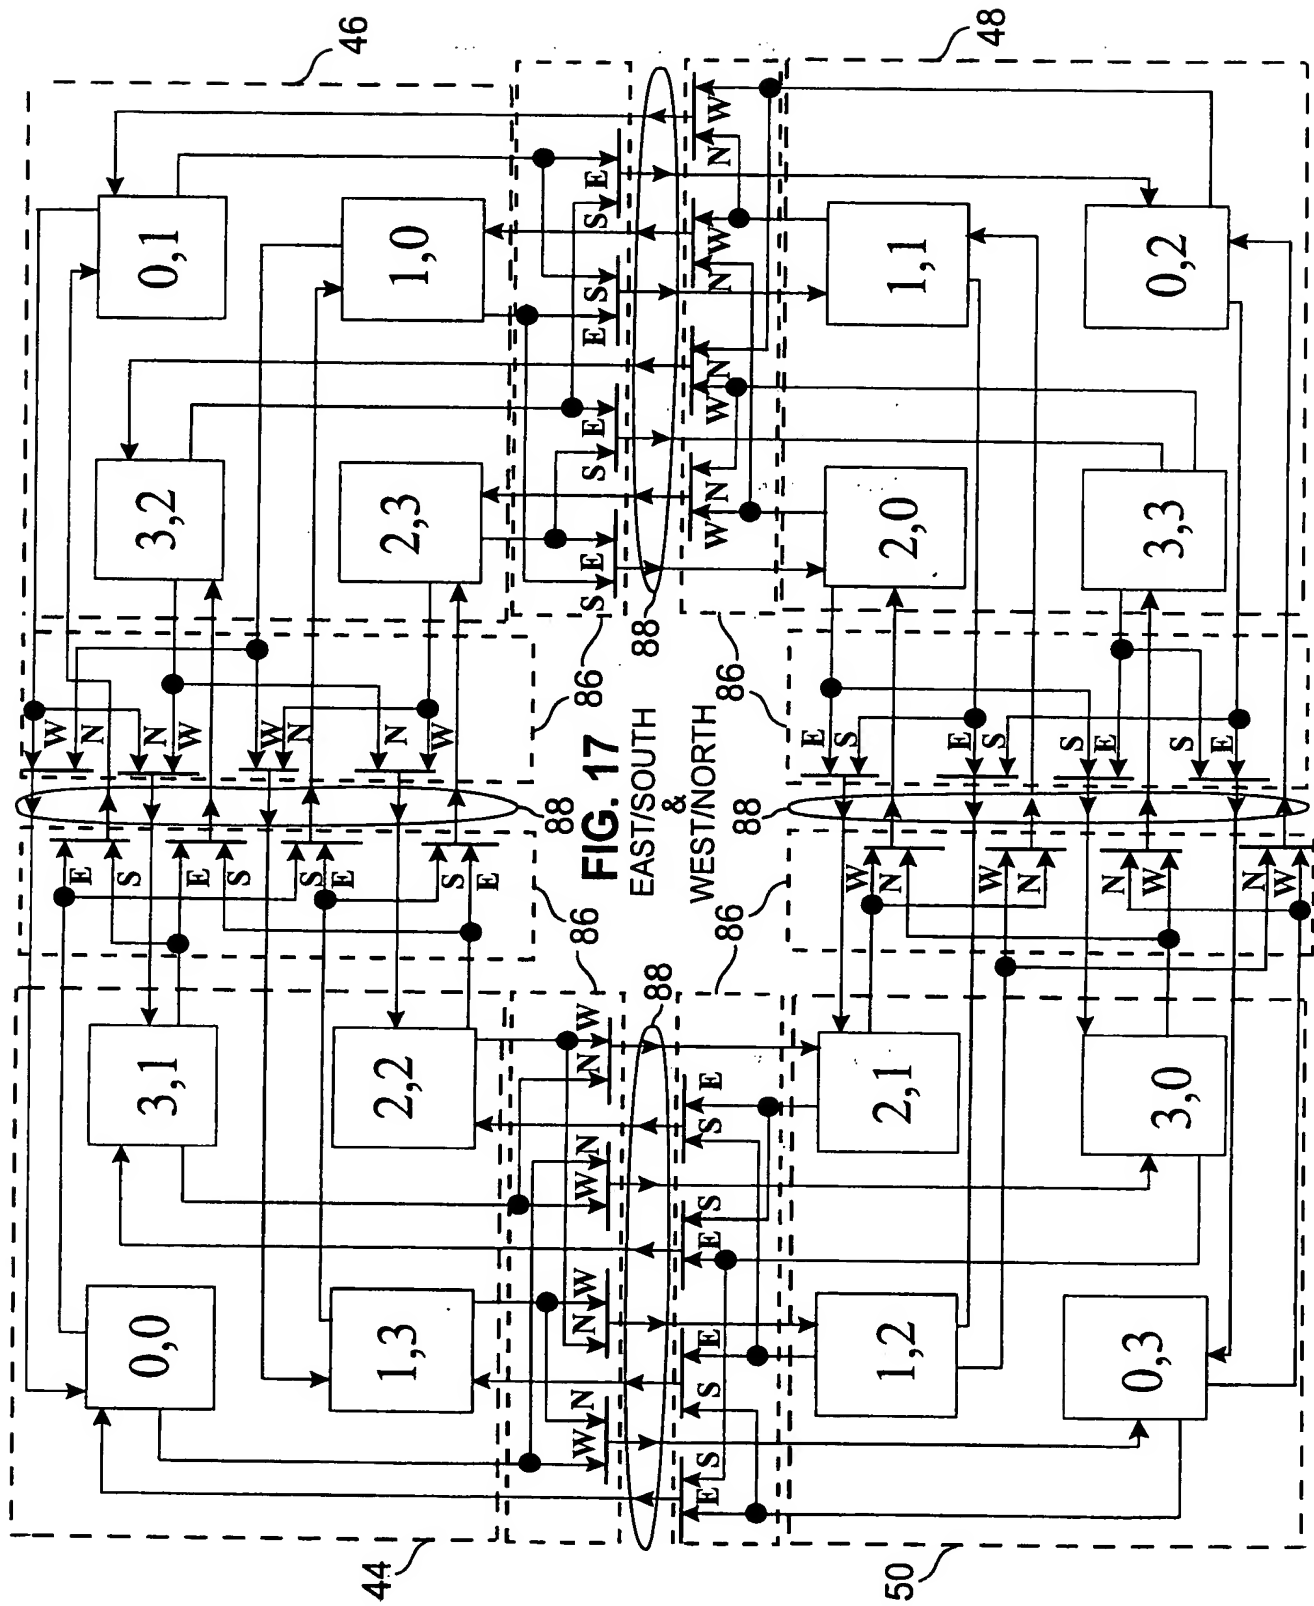 46
44
W
E N
S
0,0 3,1 N 3,2 0,1
E W
S
W
S N
E
1,3 2,2 N 2,3 1,0
S W
E
88
86 86
W N N W W N N W S E S E E S S E
FIG. 17
EAST/SOUTH
&
WEST/NORTH
88 88
E S S E E S S E W N W N N W N W
86 86
88
E
W S
N
1,2 2,1 2,0 1,1
50 48
E
W S
N
S
N E
0,3 3,0 3,3 0,2
W
S
E
N
W